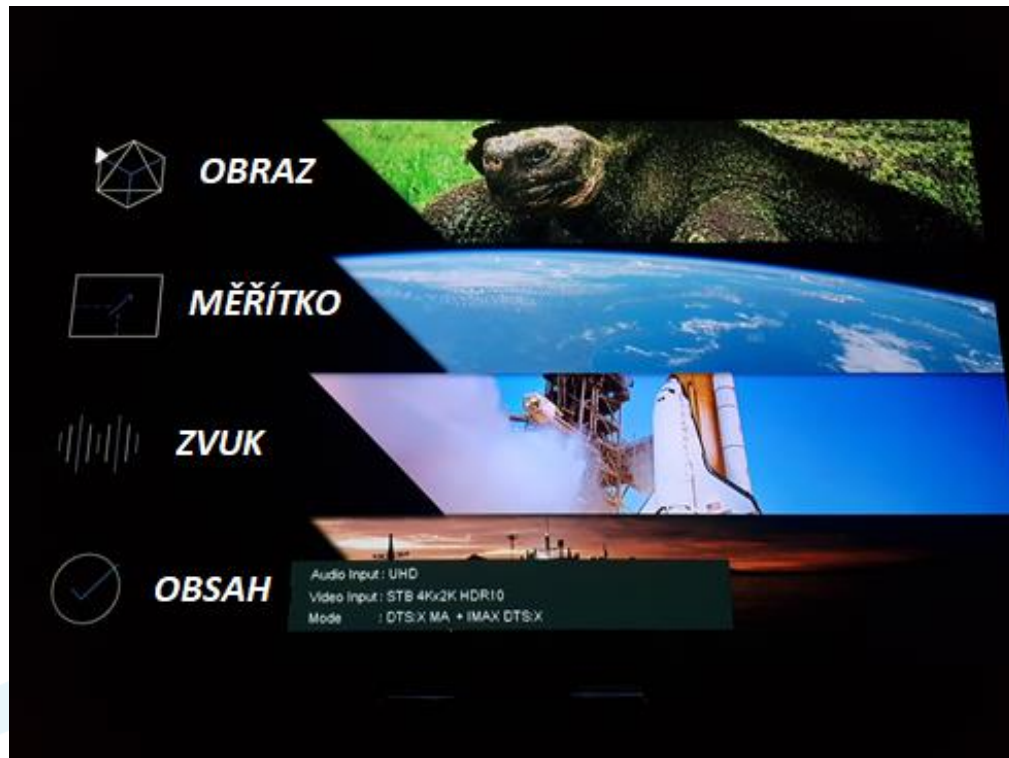 OBRAZ
MĚŘÍTKO
ZVUK
OBSAH
Audio Input : UHD
Video Input : STB 4Kx2K HDR10
Mode : DTS:X MA + IMAX DTS:X